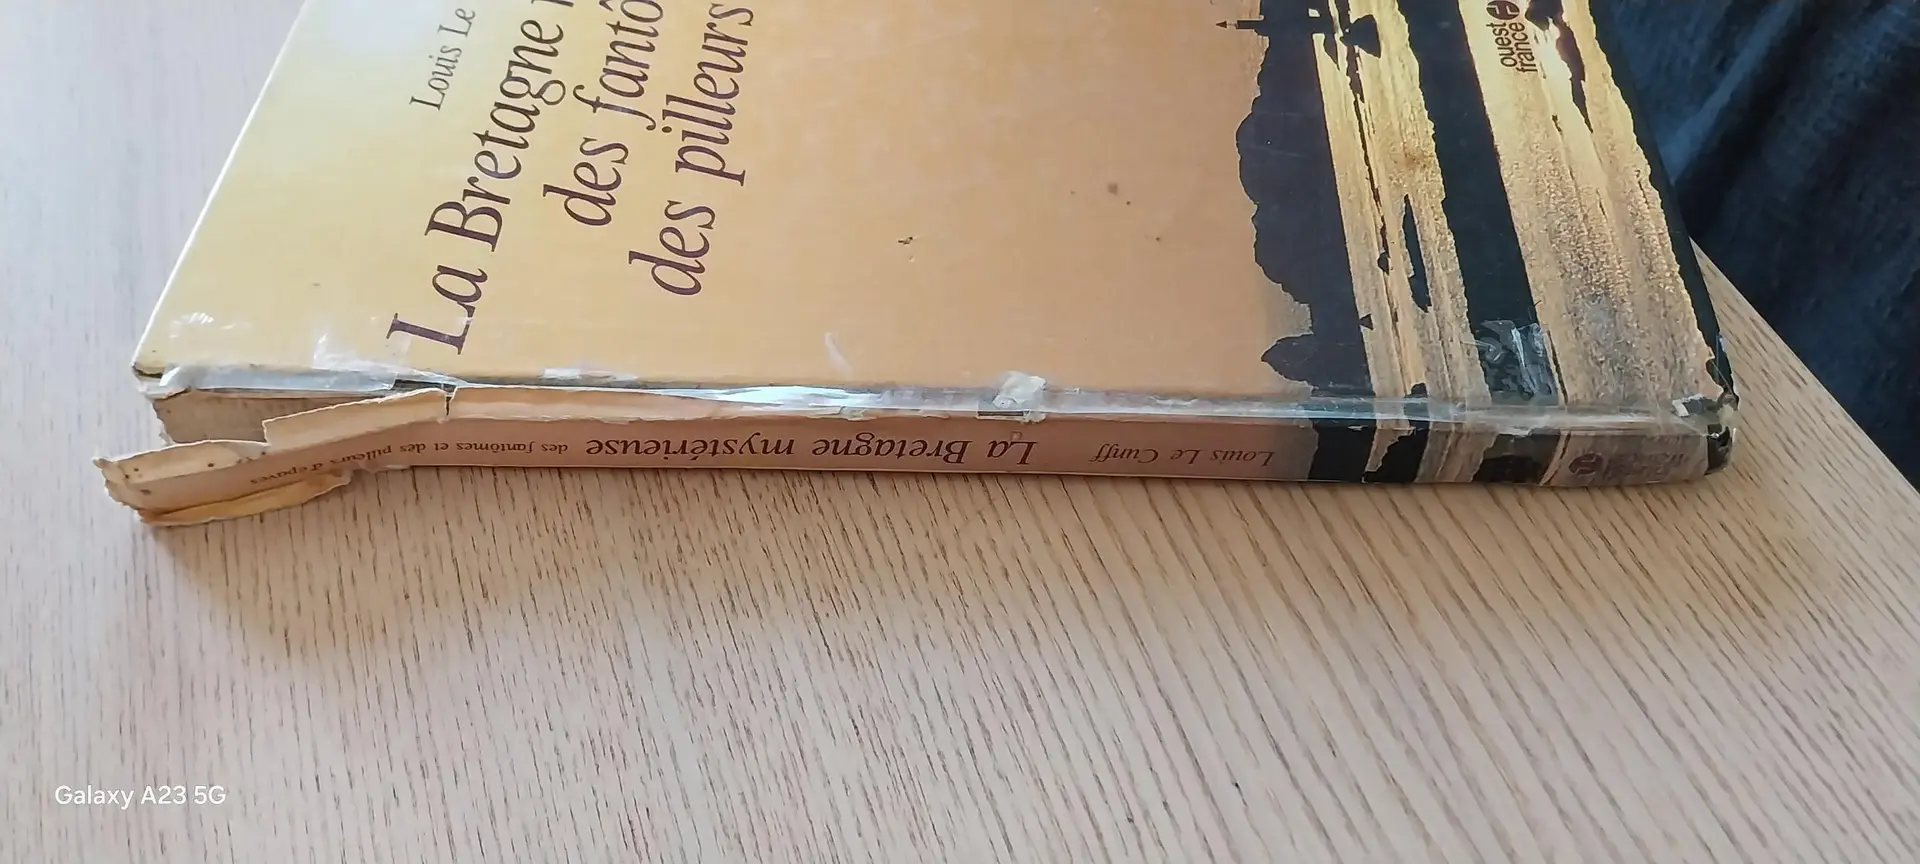 Louis Le
La Bretagne
des fantô
des pilleurs
ouest
france
Louis Le Cunff
La Bretagne mystérieuse
des fantômes et des pilleurs d'épaves
Galaxy A23 5G